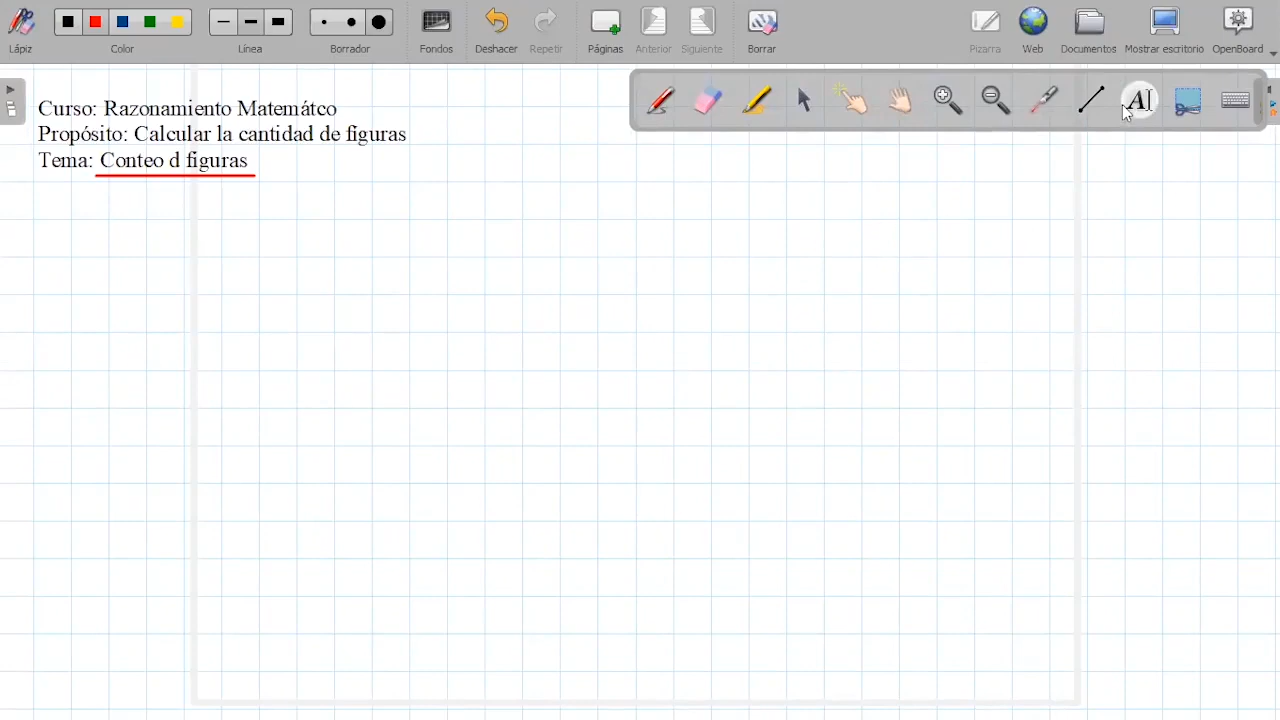 Lápiz
Color
Línea
Borrador
Fondos
Deshacer
Repetir
Páginas
Anterior
Siguiente
Borrar
Pizarra
Web
Documentos
Mostrar escritorio
OpenBoard
Curso: Razonamiento Matemátco
Propósito: Calcular la cantidad de figuras
Tema: Conteo d figuras